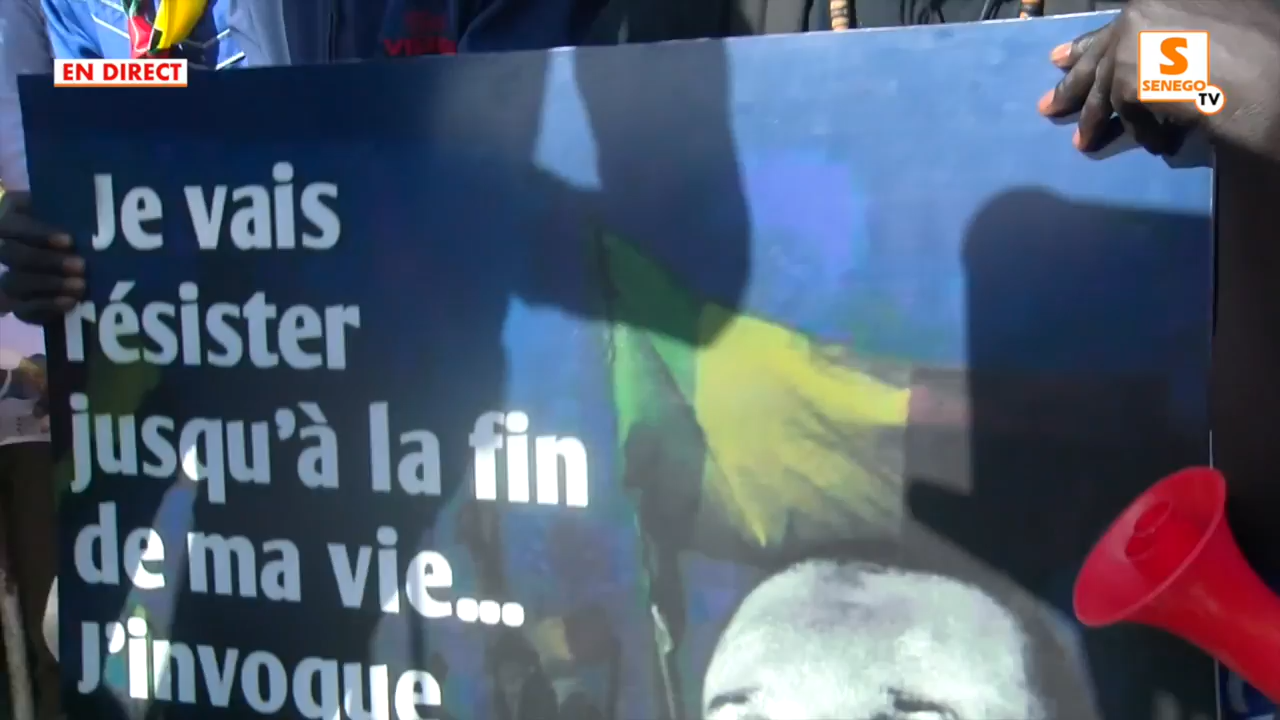 EN DIRECT
S
SENEGO
TV
Je vais
résister
jusqu'à la fin
de ma vie...
J'invoque